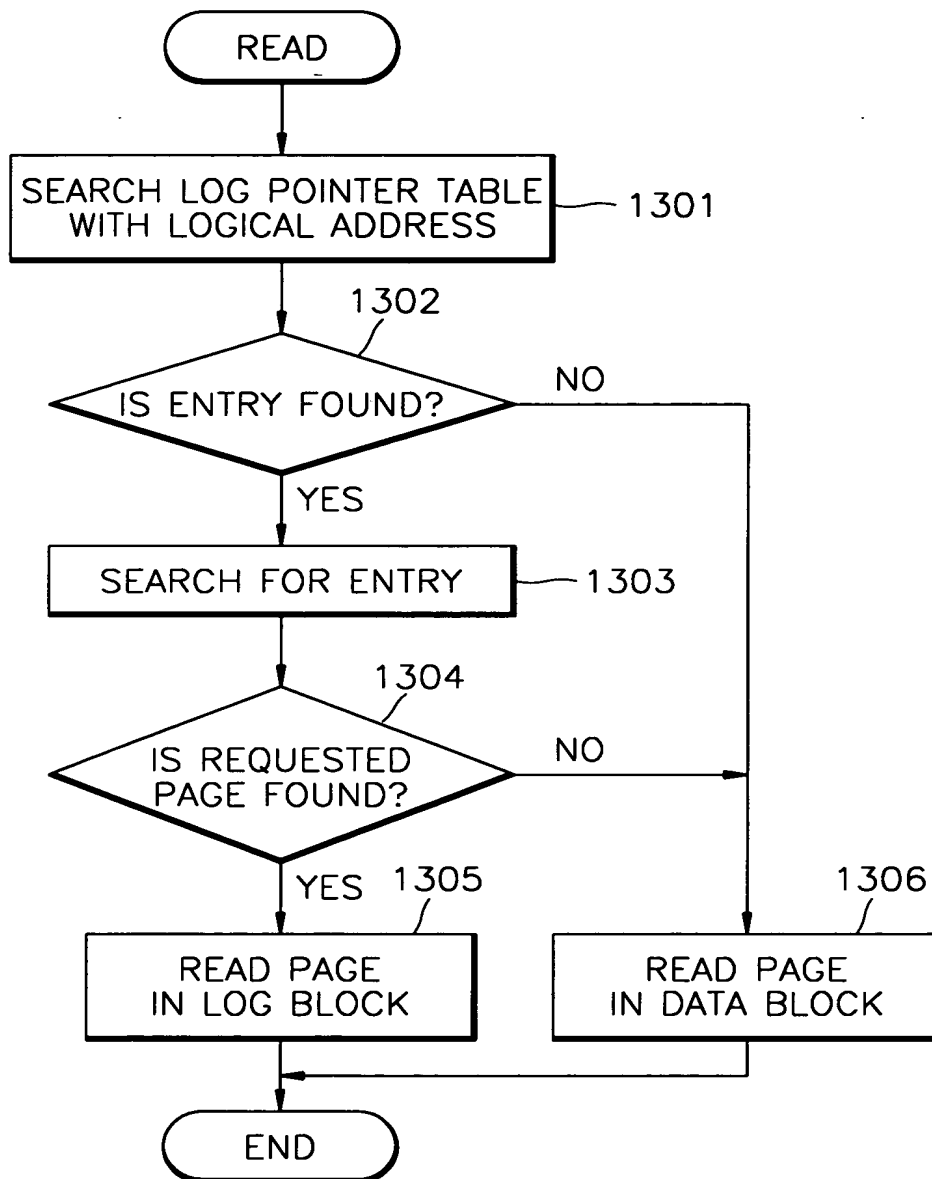 READ
SEARCH LOG POINTER TABLE
WITH LOGICAL ADDRESS
1301
1302
IS ENTRY FOUND?
NO
YES
SEARCH FOR ENTRY
1303
1304
IS REQUESTED
PAGE FOUND?
NO
YES
1305
1306
READ PAGE
IN LOG BLOCK
READ PAGE
IN DATA BLOCK
END